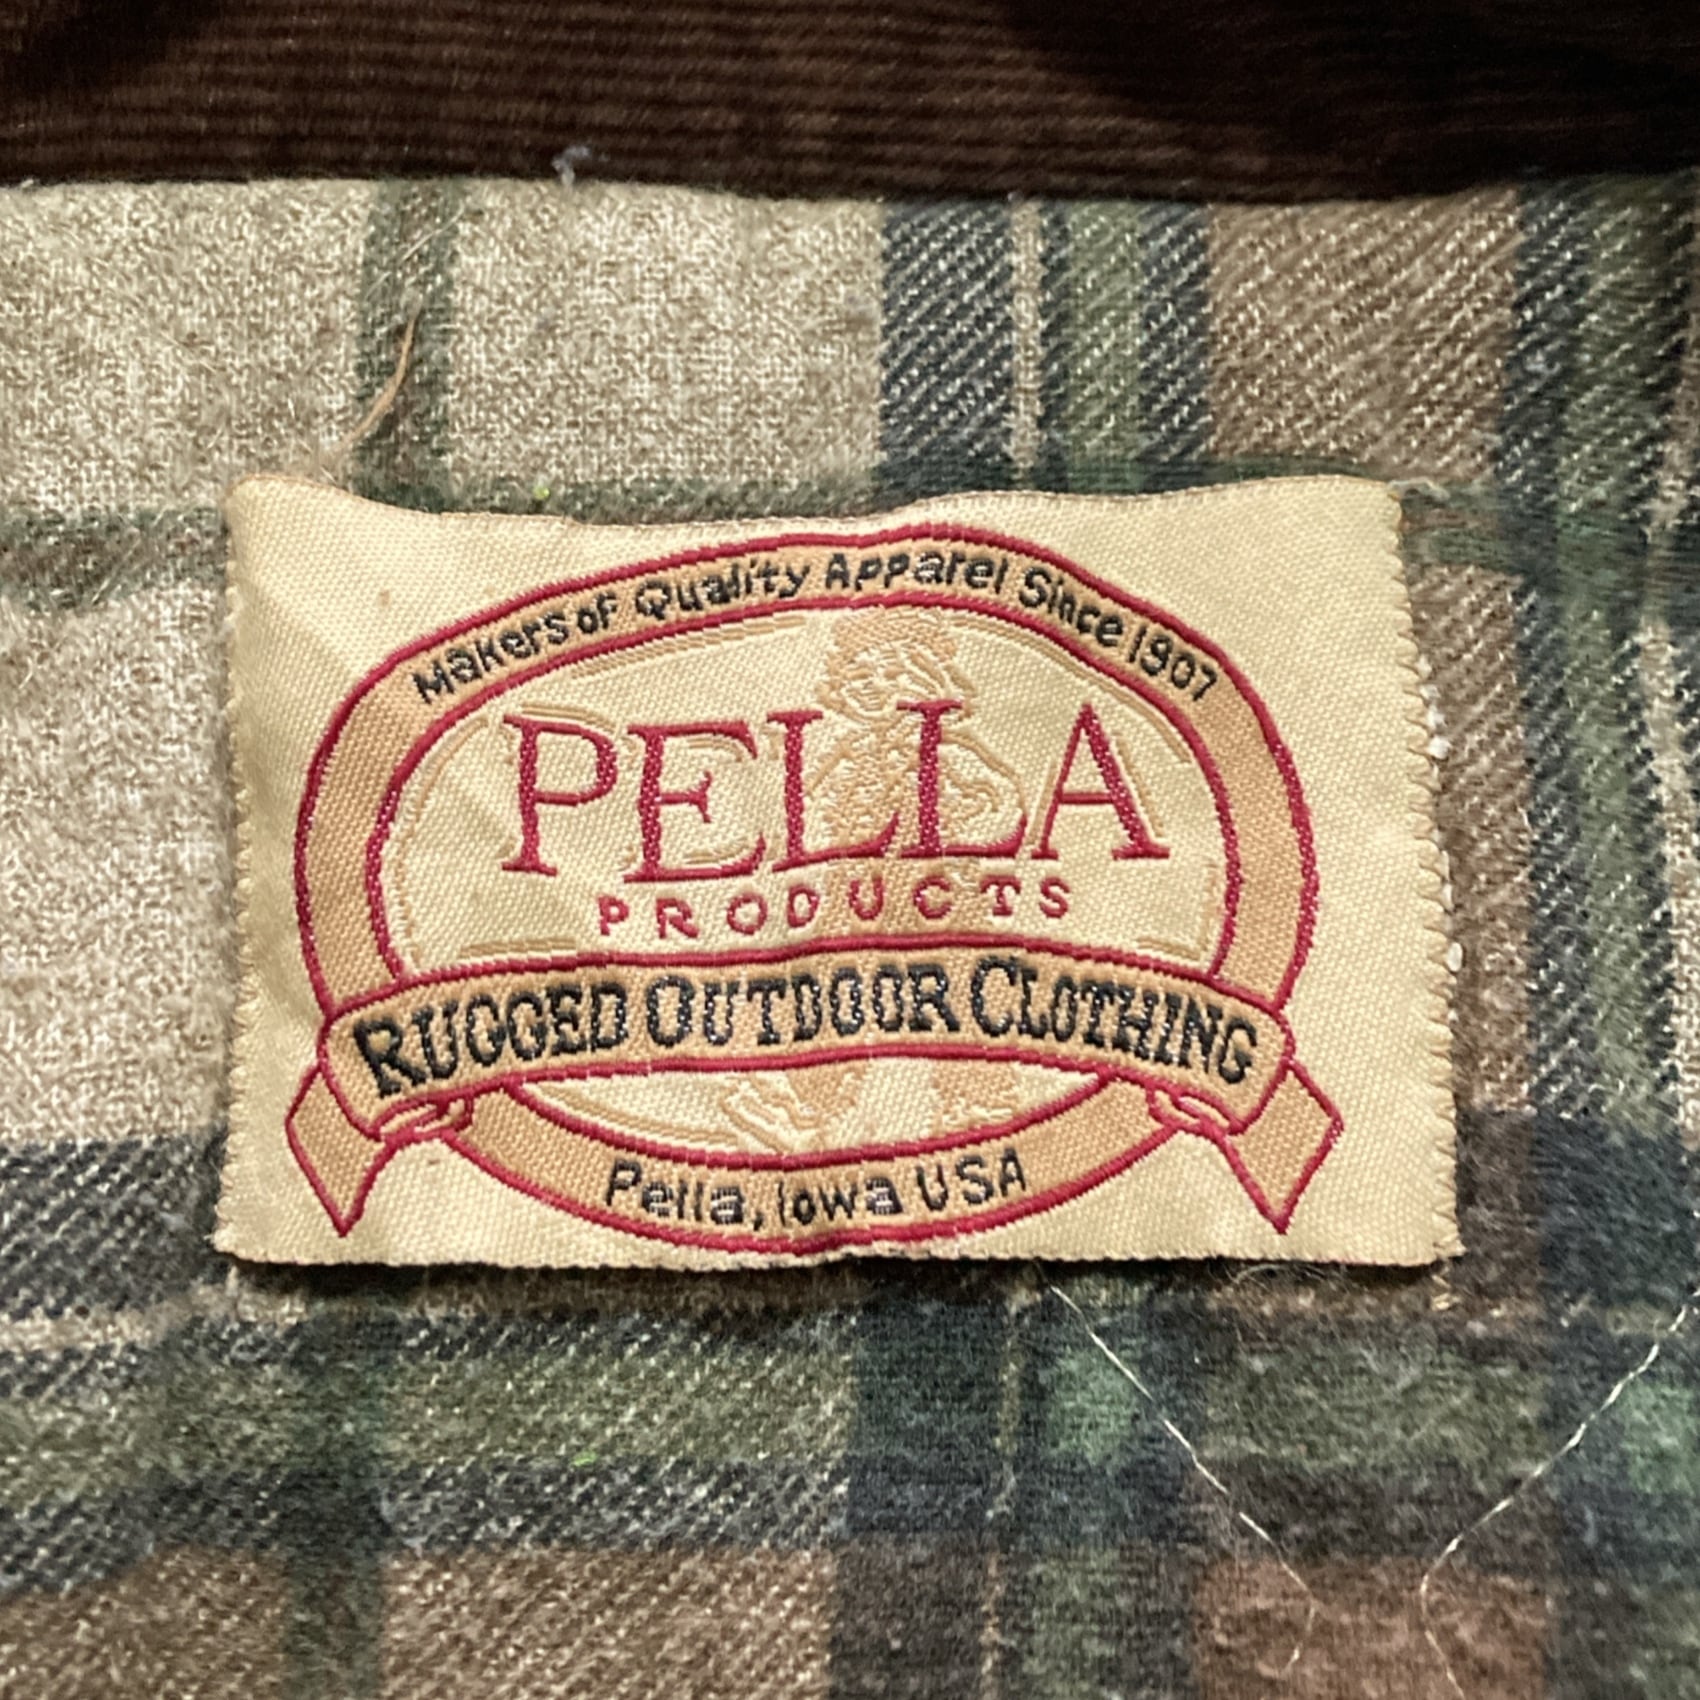 Makers of Quality Apparel Since 1907
PELLA
PRODUCTS
RUGGED OUTDOOR CLOTHING
Pella, Iowa USA